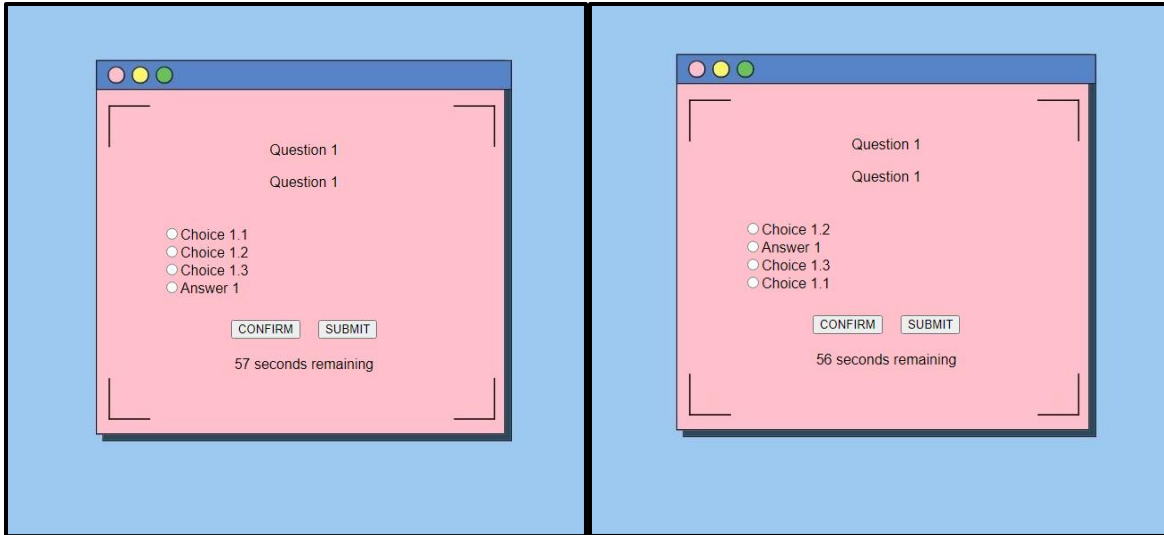 Question 1
Question 1
Choice 1.1
Choice 1.2
Choice 1.3
Answer 1
CONFIRM SUBMIT
57 seconds remaining
Question 1
Question 1
Choice 1.2
Answer 1
Choice 1.3
Choice 1.1
CONFIRM SUBMIT
56 seconds remaining